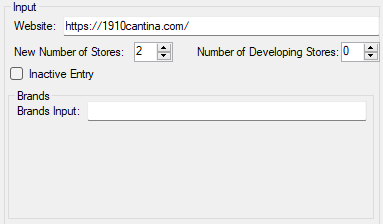 Input
Website: https://1910cantina.com/
New Number of Stores: 2 Number of Developing Stores: 0
Inactive Entry
Brands
Brands Input: